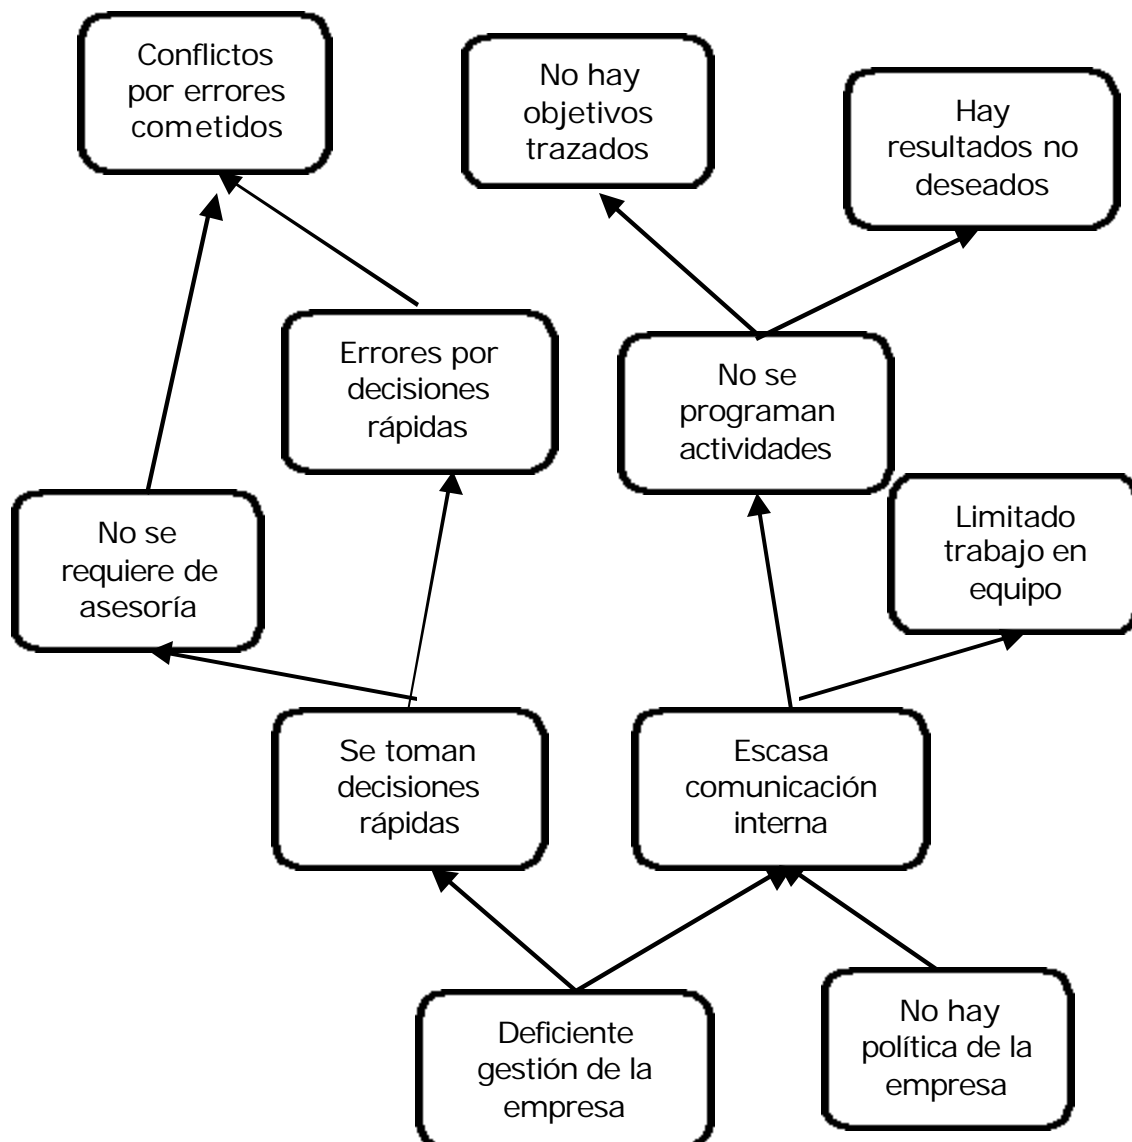 Conflictos
por errores
cometidos
No hay
objetivos
trazados
Hay
resultados no
deseados
Errores por
decisiones
rápidas
No se
programan
actividades
No se
requiere de
asesoría
Limitado
trabajo en
equipo
Se toman
decisiones
rápidas
Escasa
comunicación
interna
Deficiente
gestión de la
empresa
No hay
política de la
empresa